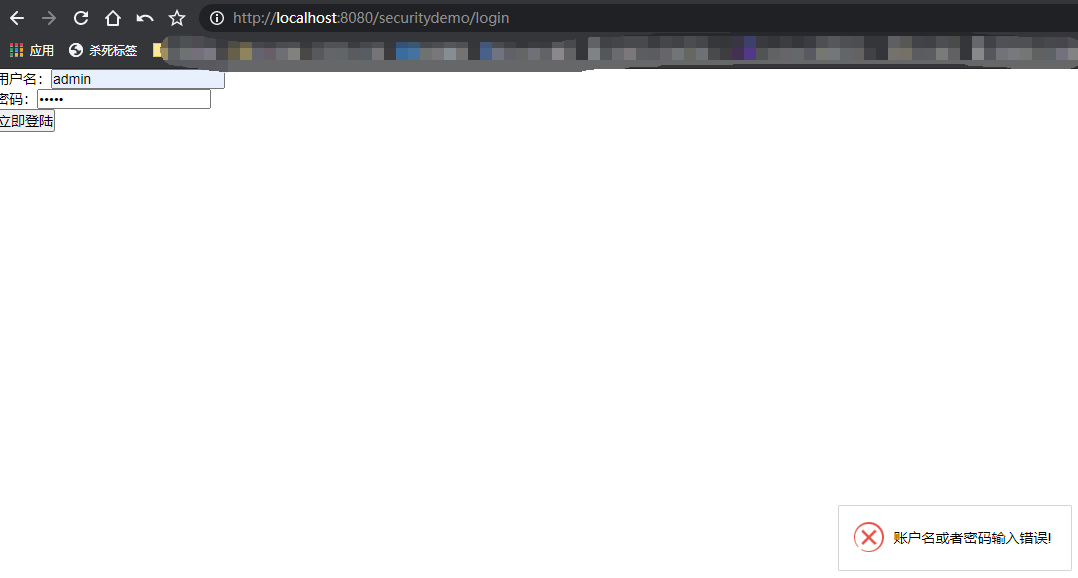 http://localhost:8080/securitydemo/login
应用 杀死标签
用户名：admin
密码：•••••
立即登陆
账户名或者密码输入错误!